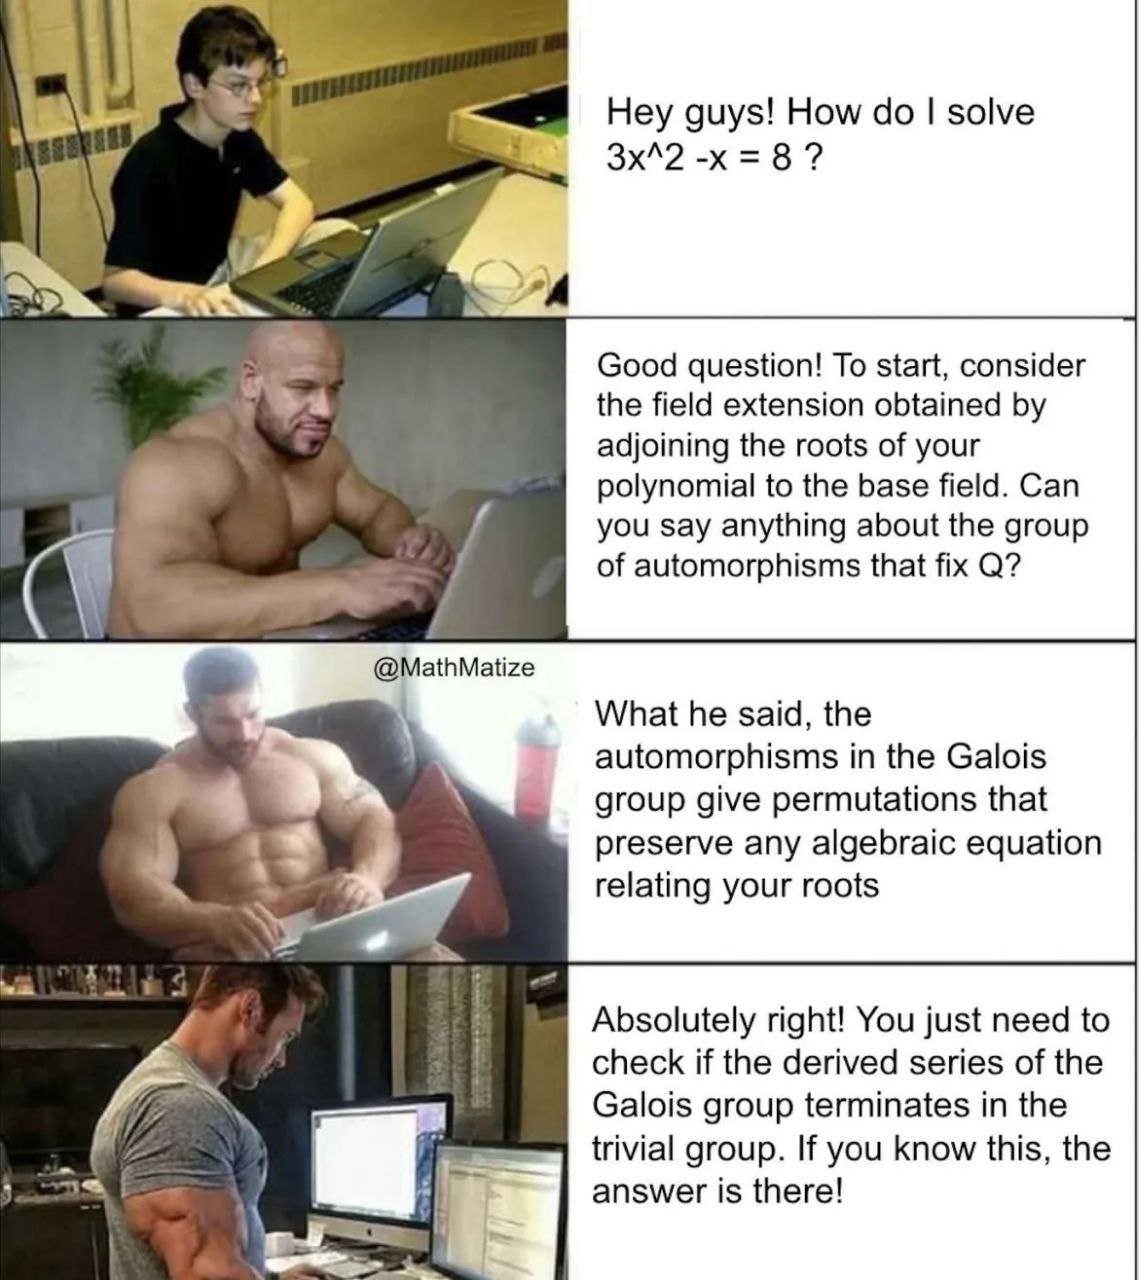 Hey guys! How do I solve
3x^2 -x = 8 ?
Good question! To start, consider
the field extension obtained by
adjoining the roots of your
polynomial to the base field. Can
you say anything about the group
of automorphisms that fix Q?
@MathMatize
What he said, the
automorphisms in the Galois
group give permutations that
preserve any algebraic equation
relating your roots
Absolutely right! You just need to
check if the derived series of the
Galois group terminates in the
trivial group. If you know this, the
answer is there!